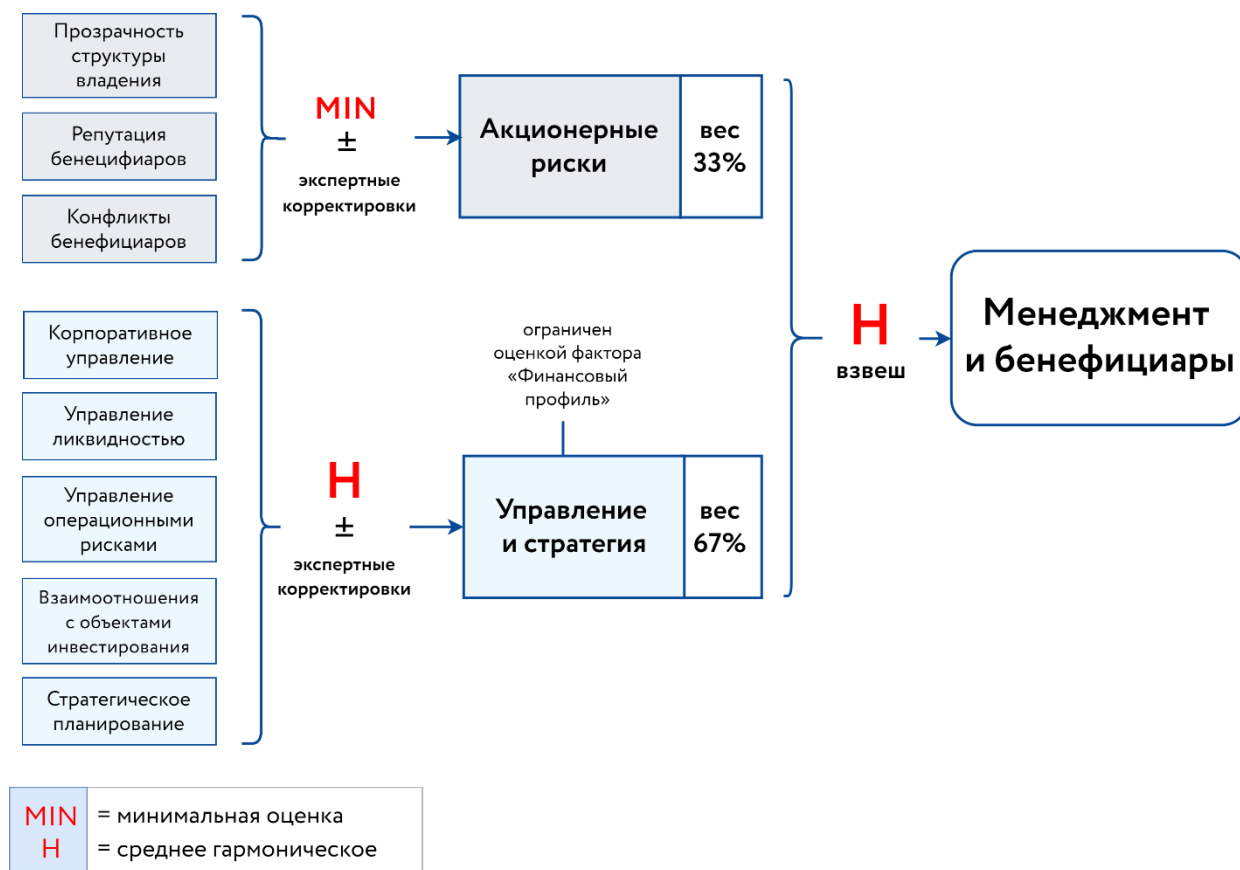 Прозрачность
структуры
владения
Репутация
бенецифиаров
Конфликты
бенефициаров
MIN
±
экспертные
корректировки
Акционерные
риски
вес
33%
Корпоративное
управление
Управление
ликвидностью
Управление
операционными
рисками
Взаимоотношения
с объектами
инвестирования
Стратегическое
планирование
H
±
экспертные
корректировки
ограничен
оценкой фактора
«Финансовый
профиль»
Управление
и стратегия
вес
67%
H
взвеш
Менеджмент
и бенефициары
MIN = минимальная оценка
H = среднее гармоническое